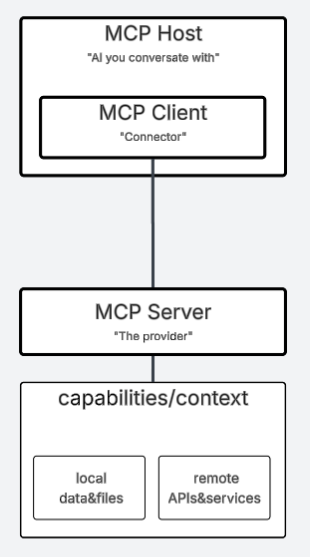 MCP Host
"AI you conversate with"
MCP Client
"Connector"
MCP Server
"The provider"
capabilities/context
local
data&files
remote
APIs&services